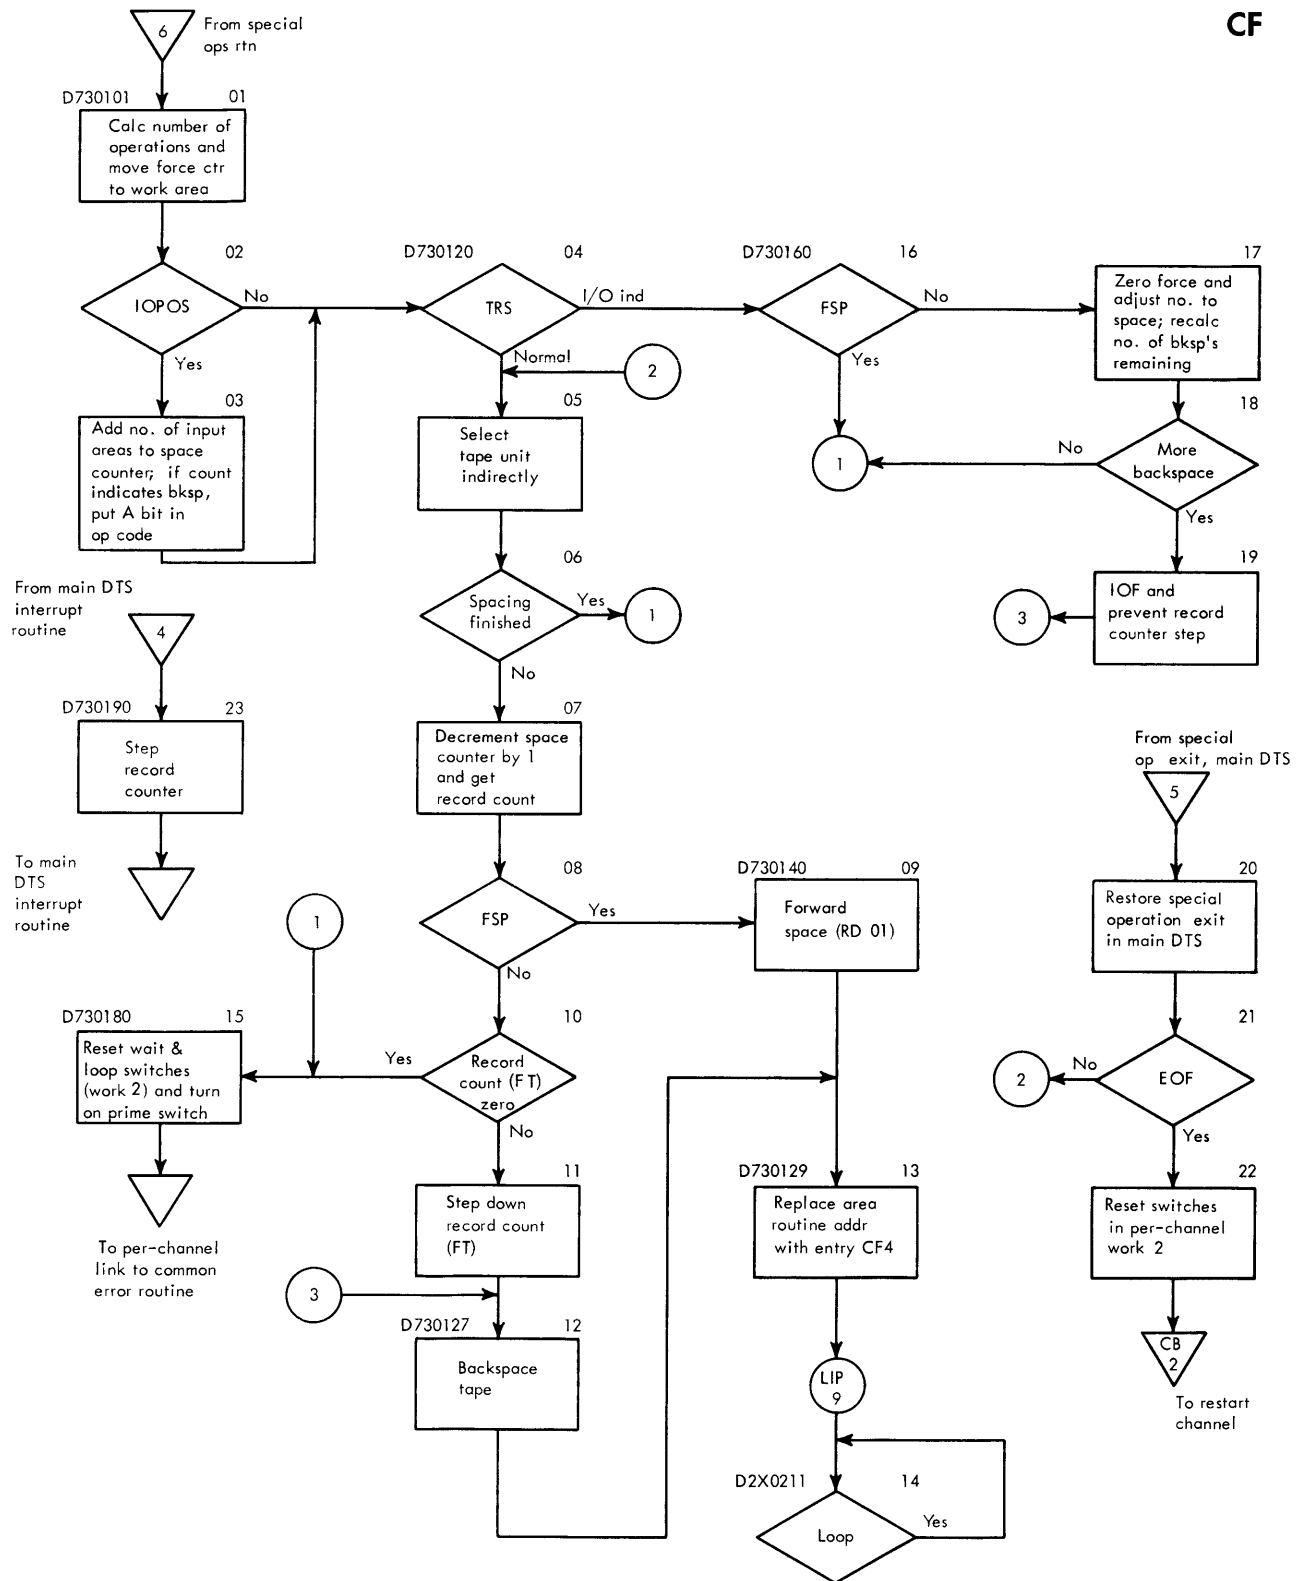 CF
6
From special
ops rtn
D730101
01
Calc number of
operations and
move force ctr
to work area
02
IOPOS
No
Yes
03
Add no. of input
areas to space
counter; if count
indicates bksp,
put A bit in
op code
D730120
04
TRS
I/O ind
Normal
2
05
Select
tape unit
indirectly
06
Spacing
finished
Yes
1
No
07
Decrement space
counter by 1
and get
record count
08
FSP
Yes
No
D730160
16
FSP
No
Yes
1
17
Zero force and
adjust no. to
space; recalc
no. of bksp's
remaining
18
More
backspace
No
Yes
19
IOF and
prevent record
counter step
3
From main DTS
interrupt
routine
4
D730190
23
Step
record
counter
To main
DTS
interrupt
routine
1
D730140
09
Forward
space (RD 01)
10
Record
count (FT)
zero
Yes
No
D730180
15
Reset wait &
loop switches
(work 2) and turn
on prime switch
To per-channel
link to common
error routine
11
Step down
record count
(FT)
3
D730127
12
Backspace
tape
D730129
13
Replace area
routine addr
with entry CF4
LIP
9
D2X0211
14
Loop
Yes
From special
op exit, main DTS
5
20
Restore special
operation exit
in main DTS
21
EOF
No
2
Yes
22
Reset switches
in per-channel
work 2
CB
2
To restart
channel